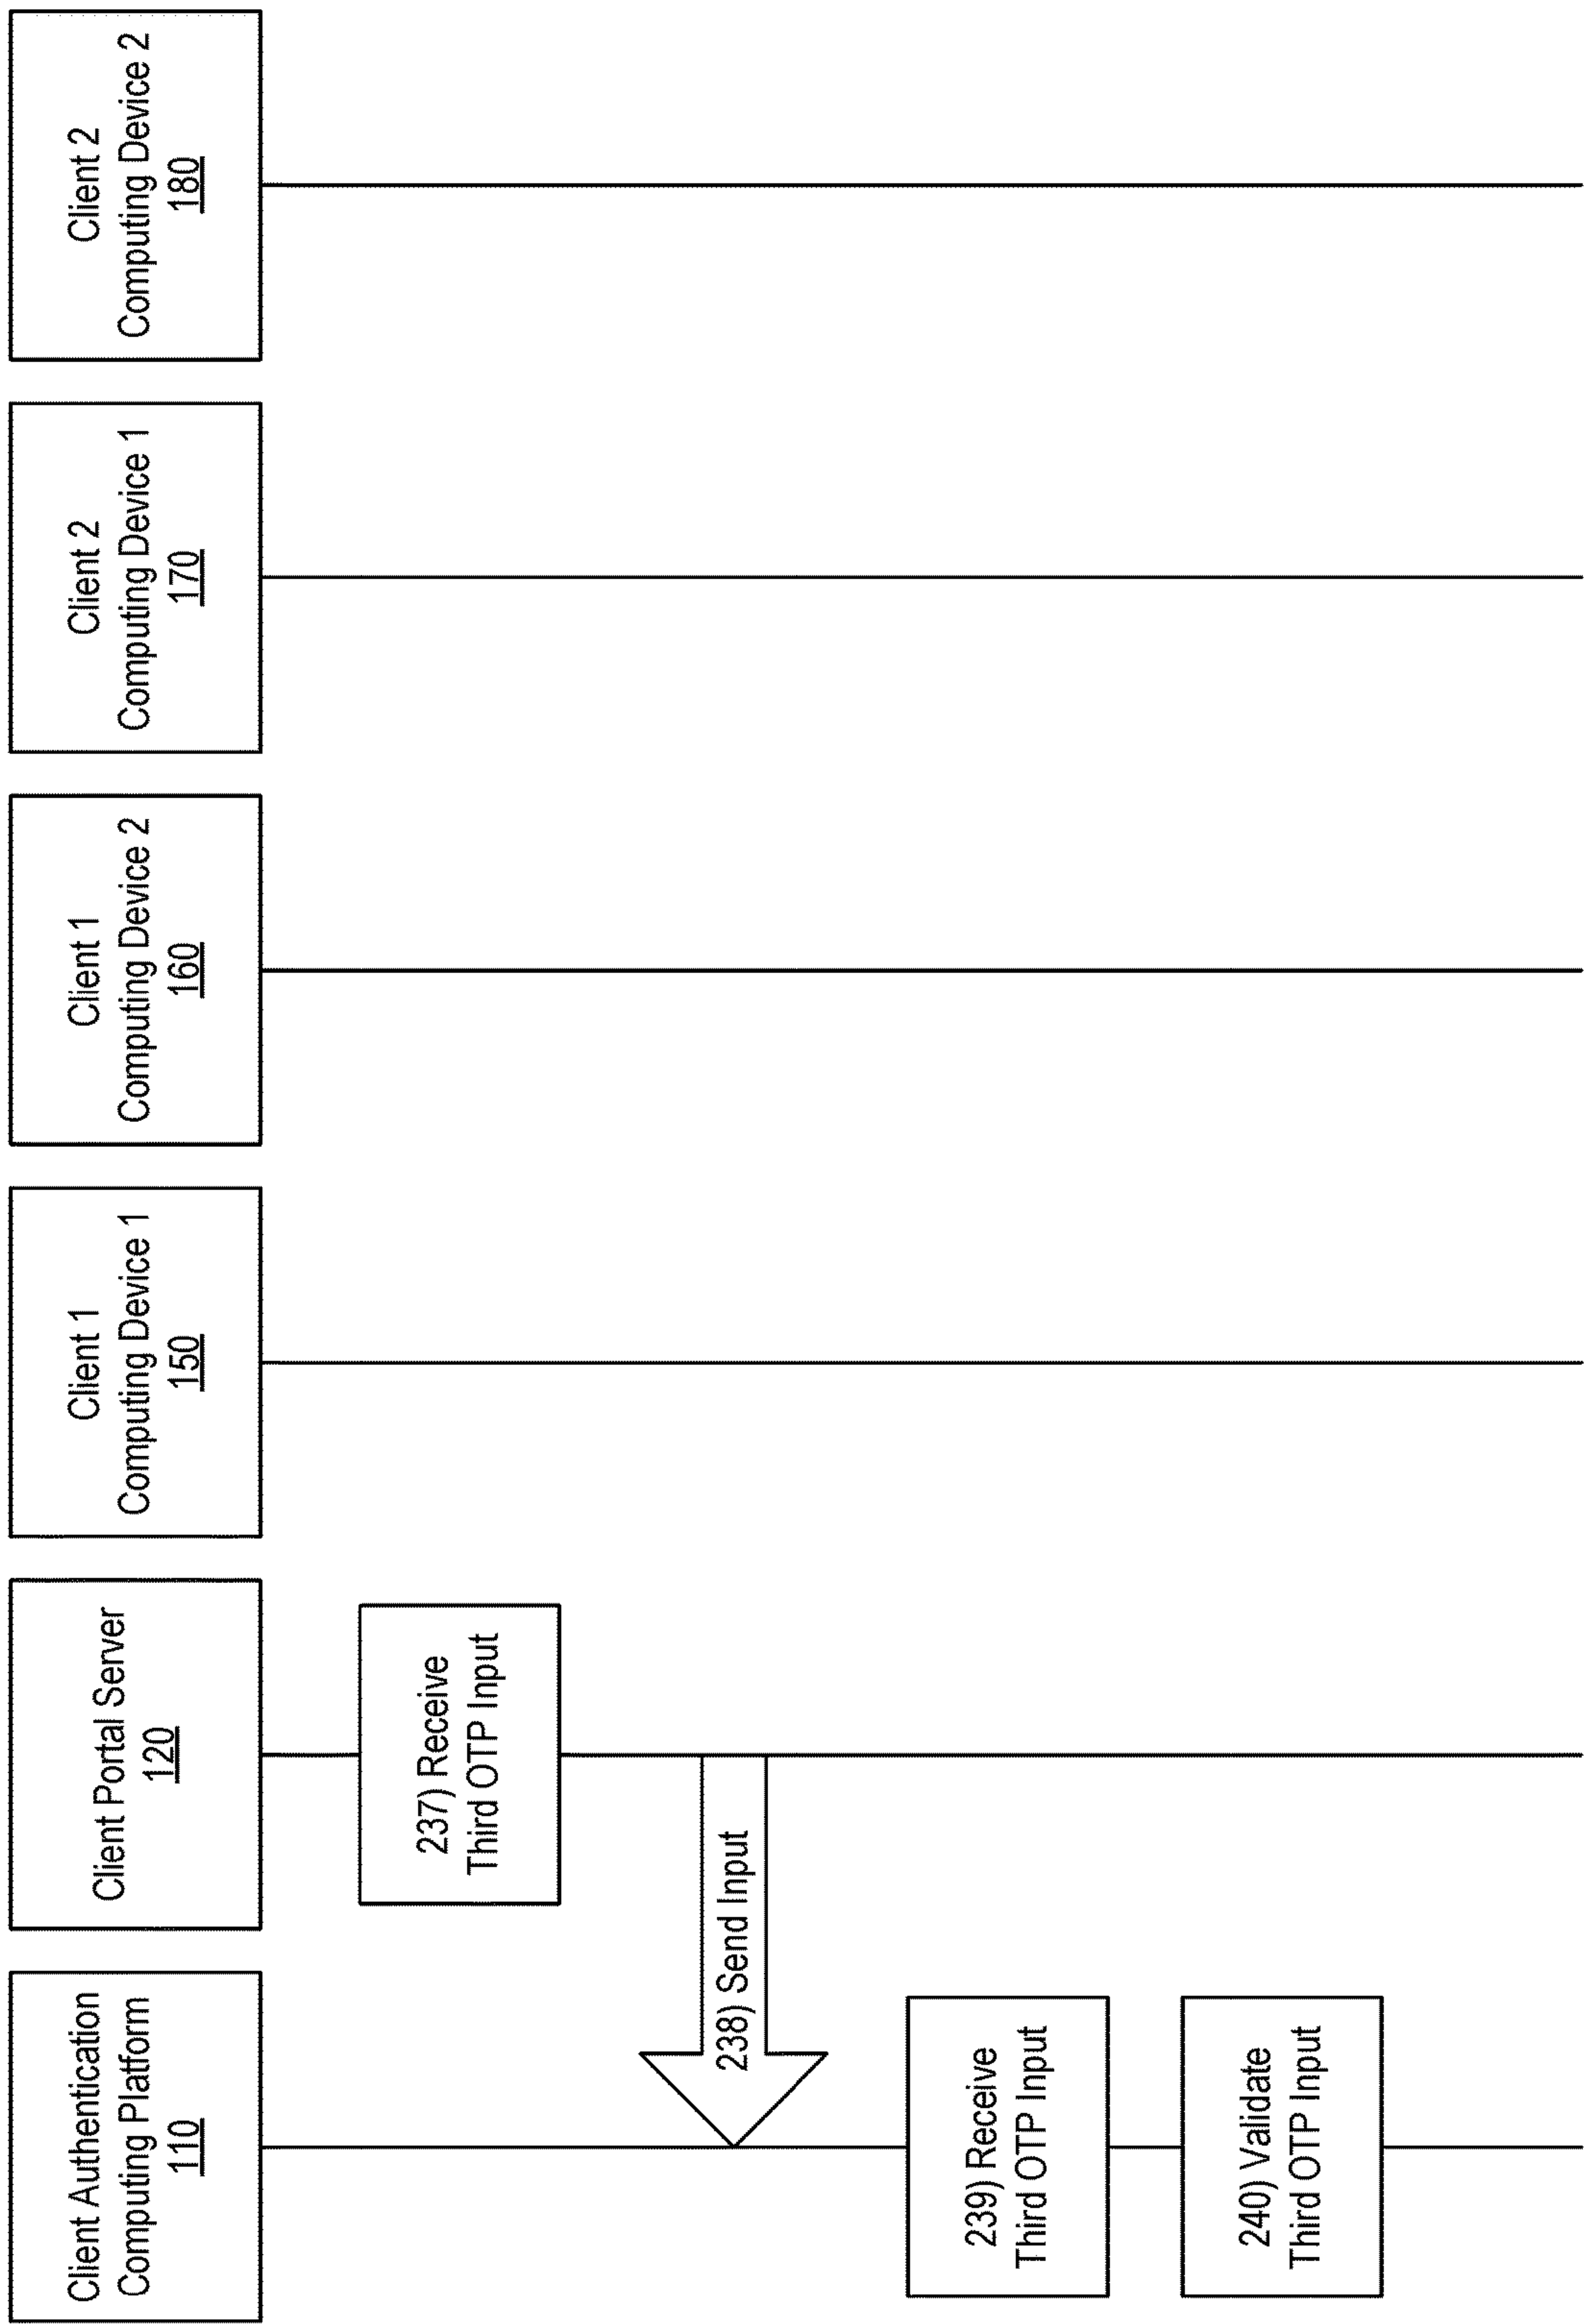 Client Authentication
Computing Platform
110
Client Portal Server
120
Client 1
Computing Device 1
150
Client 1
Computing Device 2
160
Client 2
Computing Device 1
170
Client 2
Computing Device 2
180
237) Receive
Third OTP Input
238) Send Input
239) Receive
Third OTP Input
240) Validate
Third OTP Input